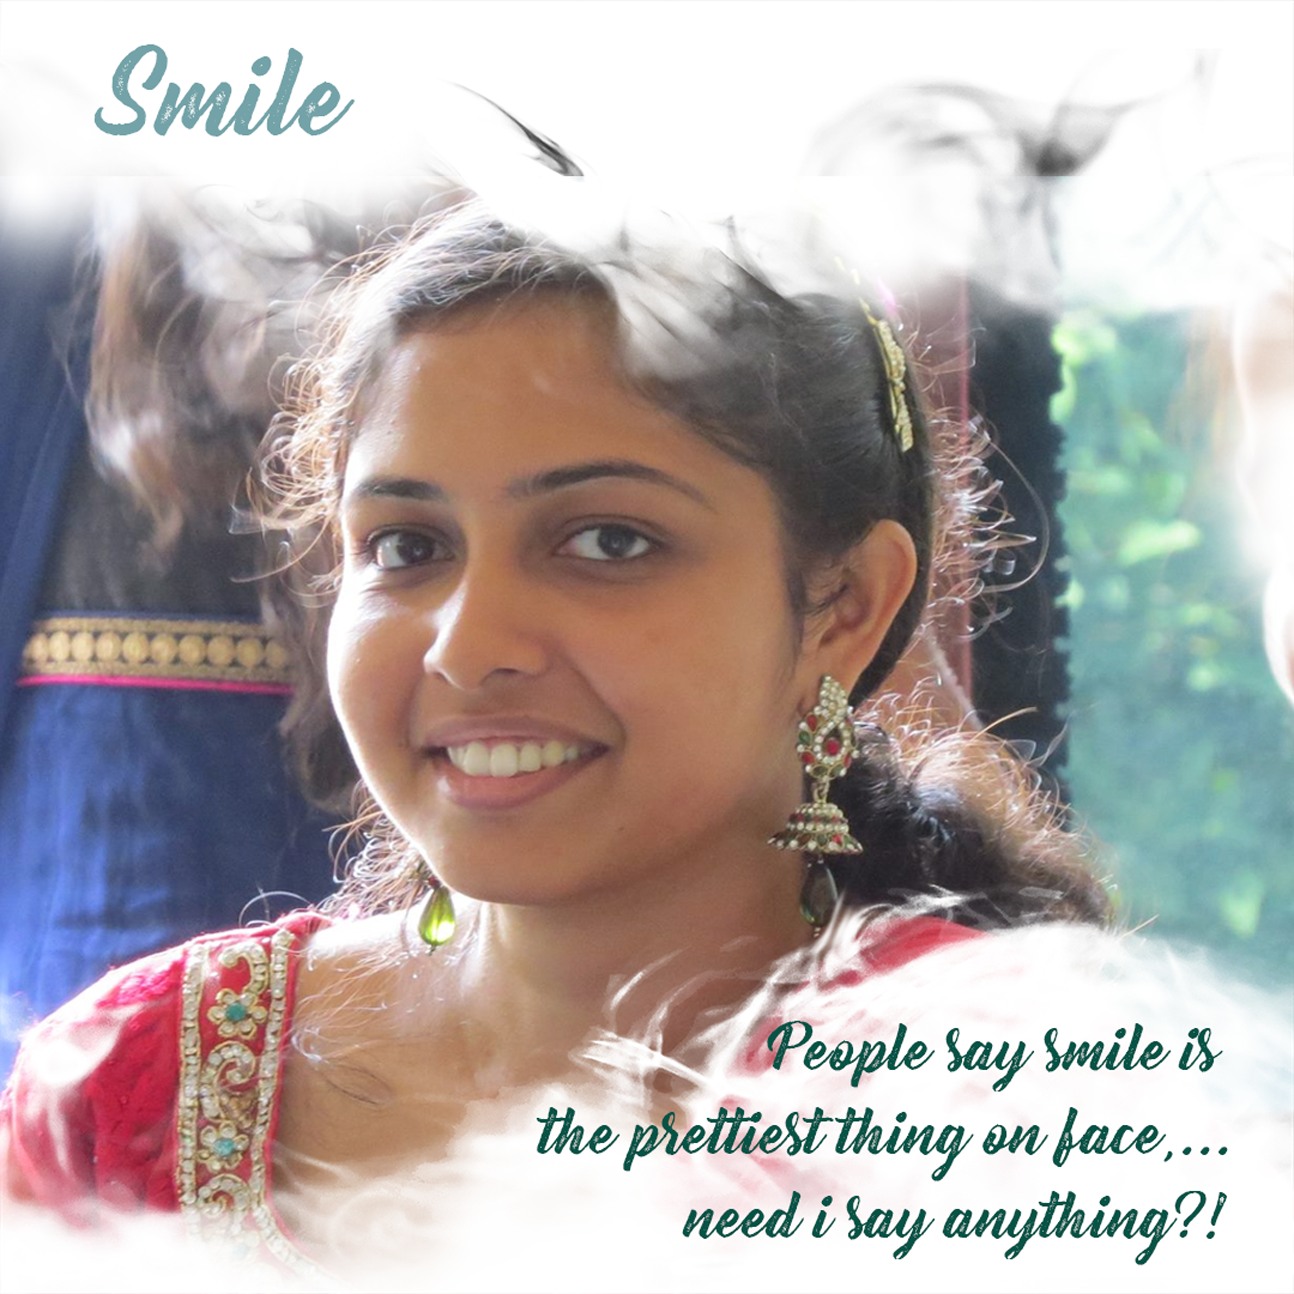 Smile
People say smile is
the prettiest thing on face,...
need i say anything?!